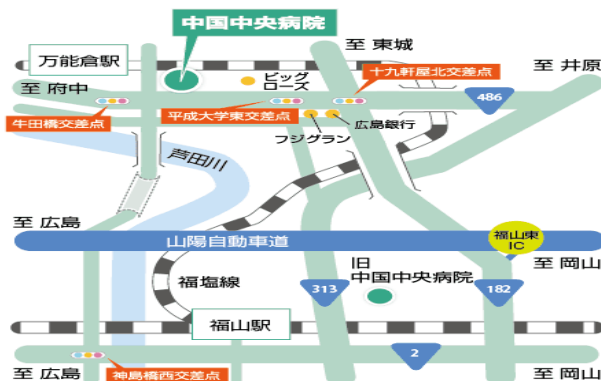 中国中央病院
万能倉駅
至 東城
ビッグ
ローズ
十九軒屋北交差点
至 井原
至 府中
486
牛田橋交差点
平成大学東交差点
広島銀行
フジグラン
芦田川
至 広島
山陽自動車道
福山東
IC
至 岡山
旧
中国中央病院
福塩線
313
182
福山駅
2
至 広島
神島橋西交差点
至 岡山